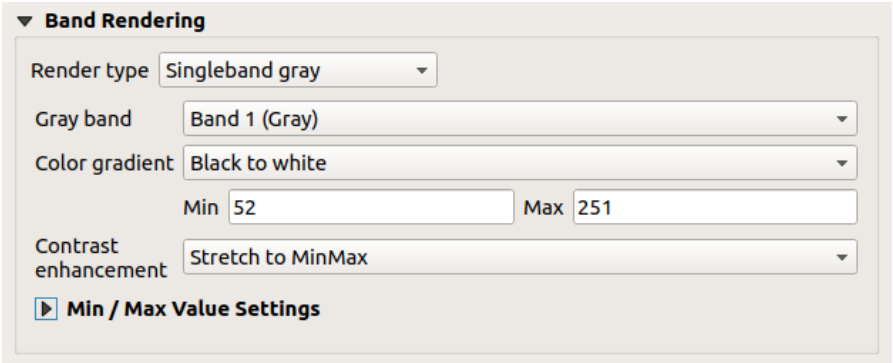 Band Rendering
Render type Singleband gray
Gray band Band 1 (Gray)
Color gradient Black to white
Min 52 Max 251
Contrast enhancement Stretch to MinMax
Min / Max Value Settings